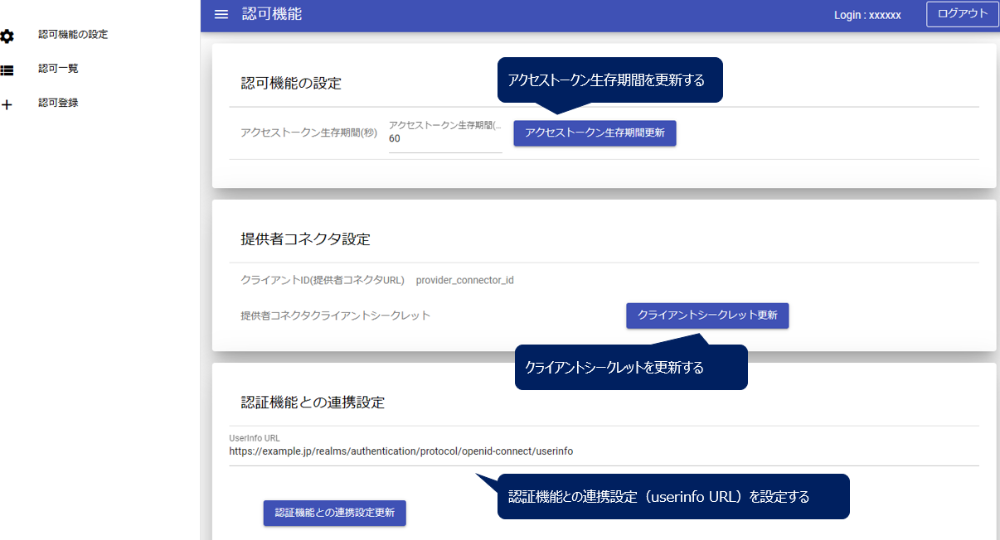 認可機能
Login : xxxxxx
ログアウト
認可機能の設定
認可一覧
認可登録
認可機能の設定
アクセストークン生存期間を更新する
アクセストークン生存期間(秒)
アクセストークン生存期間(...
60
アクセストークン生存期間更新
提供者コネクタ設定
クライアントID(提供者コネクタURL)
provider_connector_id
提供者コネクタクライアントシークレット
クライアントシークレット更新
クライアントシークレットを更新する
認証機能との連携設定
UserInfo URL
https://example.jp/realms/authentication/protocol/openid-connect/userinfo
認証機能との連携設定（userinfo URL）を設定する
認証機能との連携設定更新